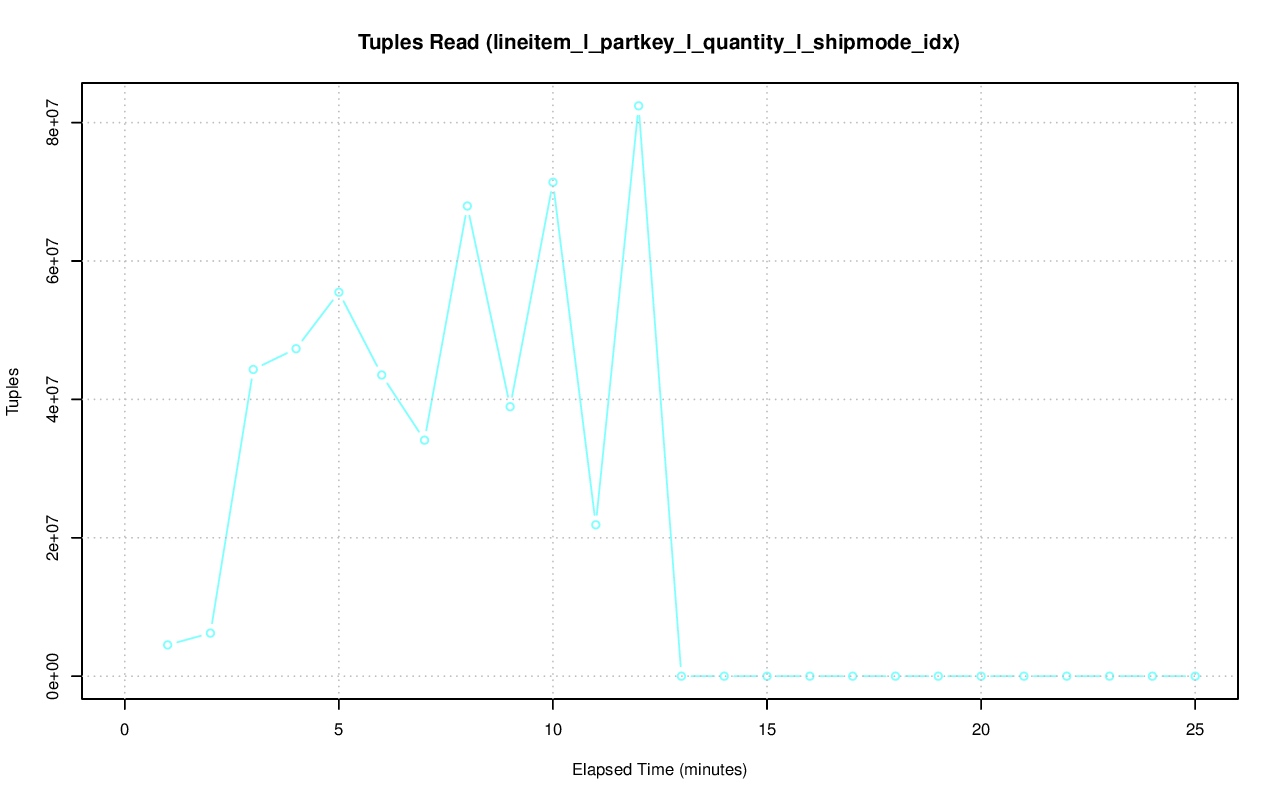 Tuples Read (lineitem_l_partkey_l_quantity_l_shipmode_idx)
8e+07
6e+07
4e+07
2e+07
0e+00
Tuples
0 5 10 15 20 25
Elapsed Time (minutes)